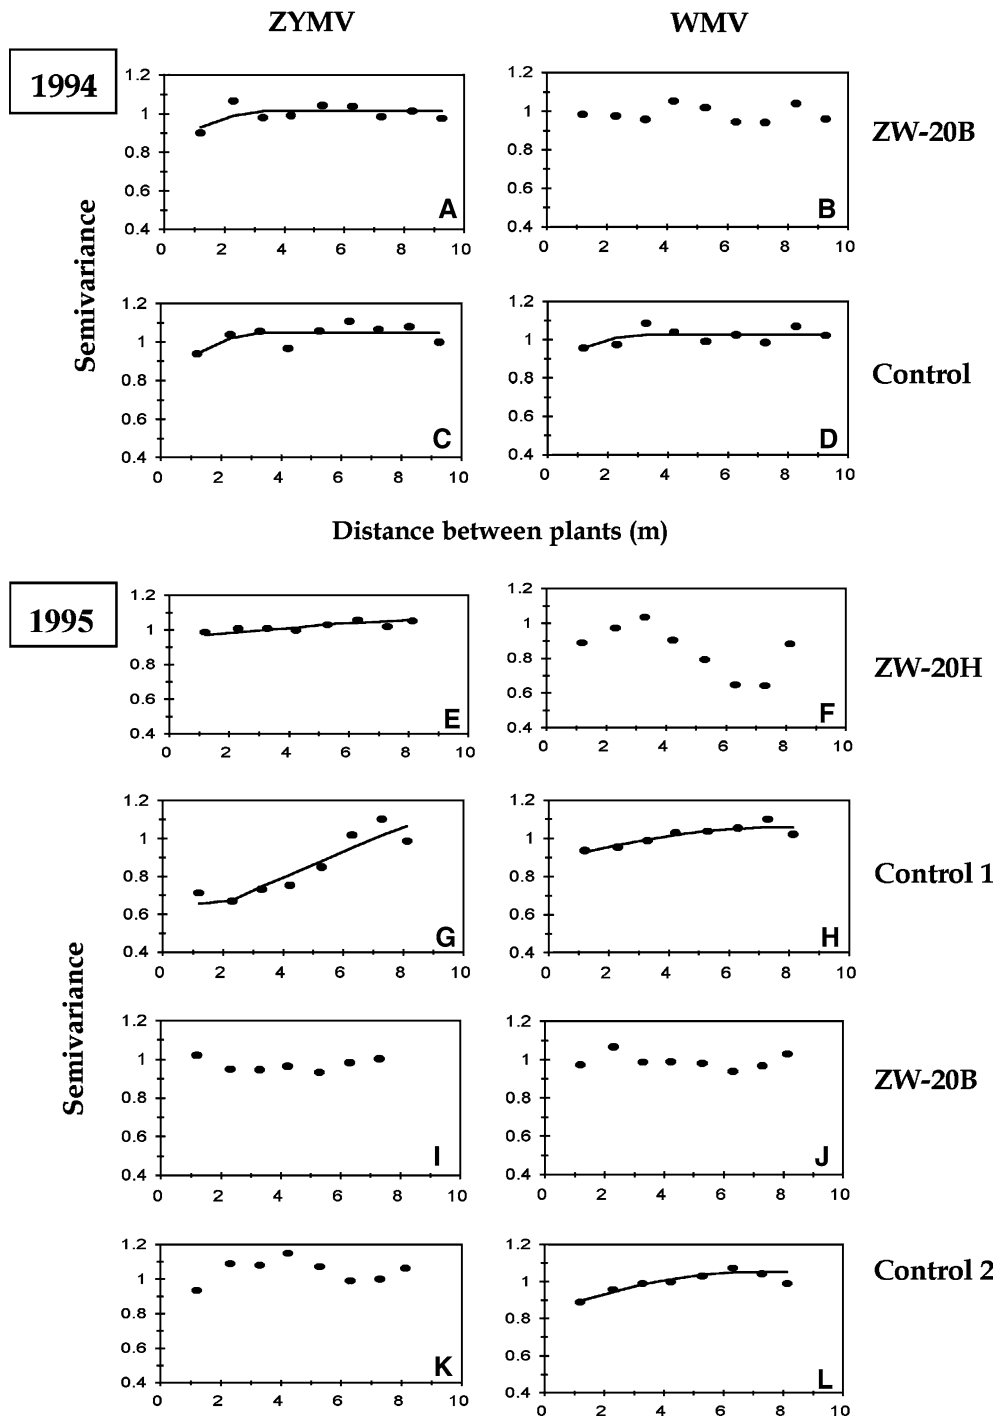 ZYMV WMV
1994
1.2 1.2
1 1
0.8 0.8
0.6 0.6
0.4 0.4
A B
0 2 4 6 8 10 0 2 4 6 8 10
ZW-20B
Semivariance
1.2 1.2
1 1
0.8 0.8
0.6 0.6
0.4 0.4
C D
0 2 4 6 8 10 0 2 4 6 8 10
Control
Distance between plants (m)
1995
1.2 1.2
1 1
0.8 0.8
0.6 0.6
0.4 0.4
E F
0 2 4 6 8 10 0 2 4 6 8 10
ZW-20H
1.2 1.2
1 1
0.8 0.8
0.6 0.6
0.4 0.4
G H
0 2 4 6 8 10 0 2 4 6 8 10
Control 1
Semivariance
1.2 1.2
1 1
0.8 0.8
0.6 0.6
0.4 0.4
I J
0 2 4 6 8 10 0 2 4 6 8 10
ZW-20B
1.2 1.2
1 1
0.8 0.8
0.6 0.6
0.4 0.4
K L
0 2 4 6 8 10 0 2 4 6 8 10
Control 2